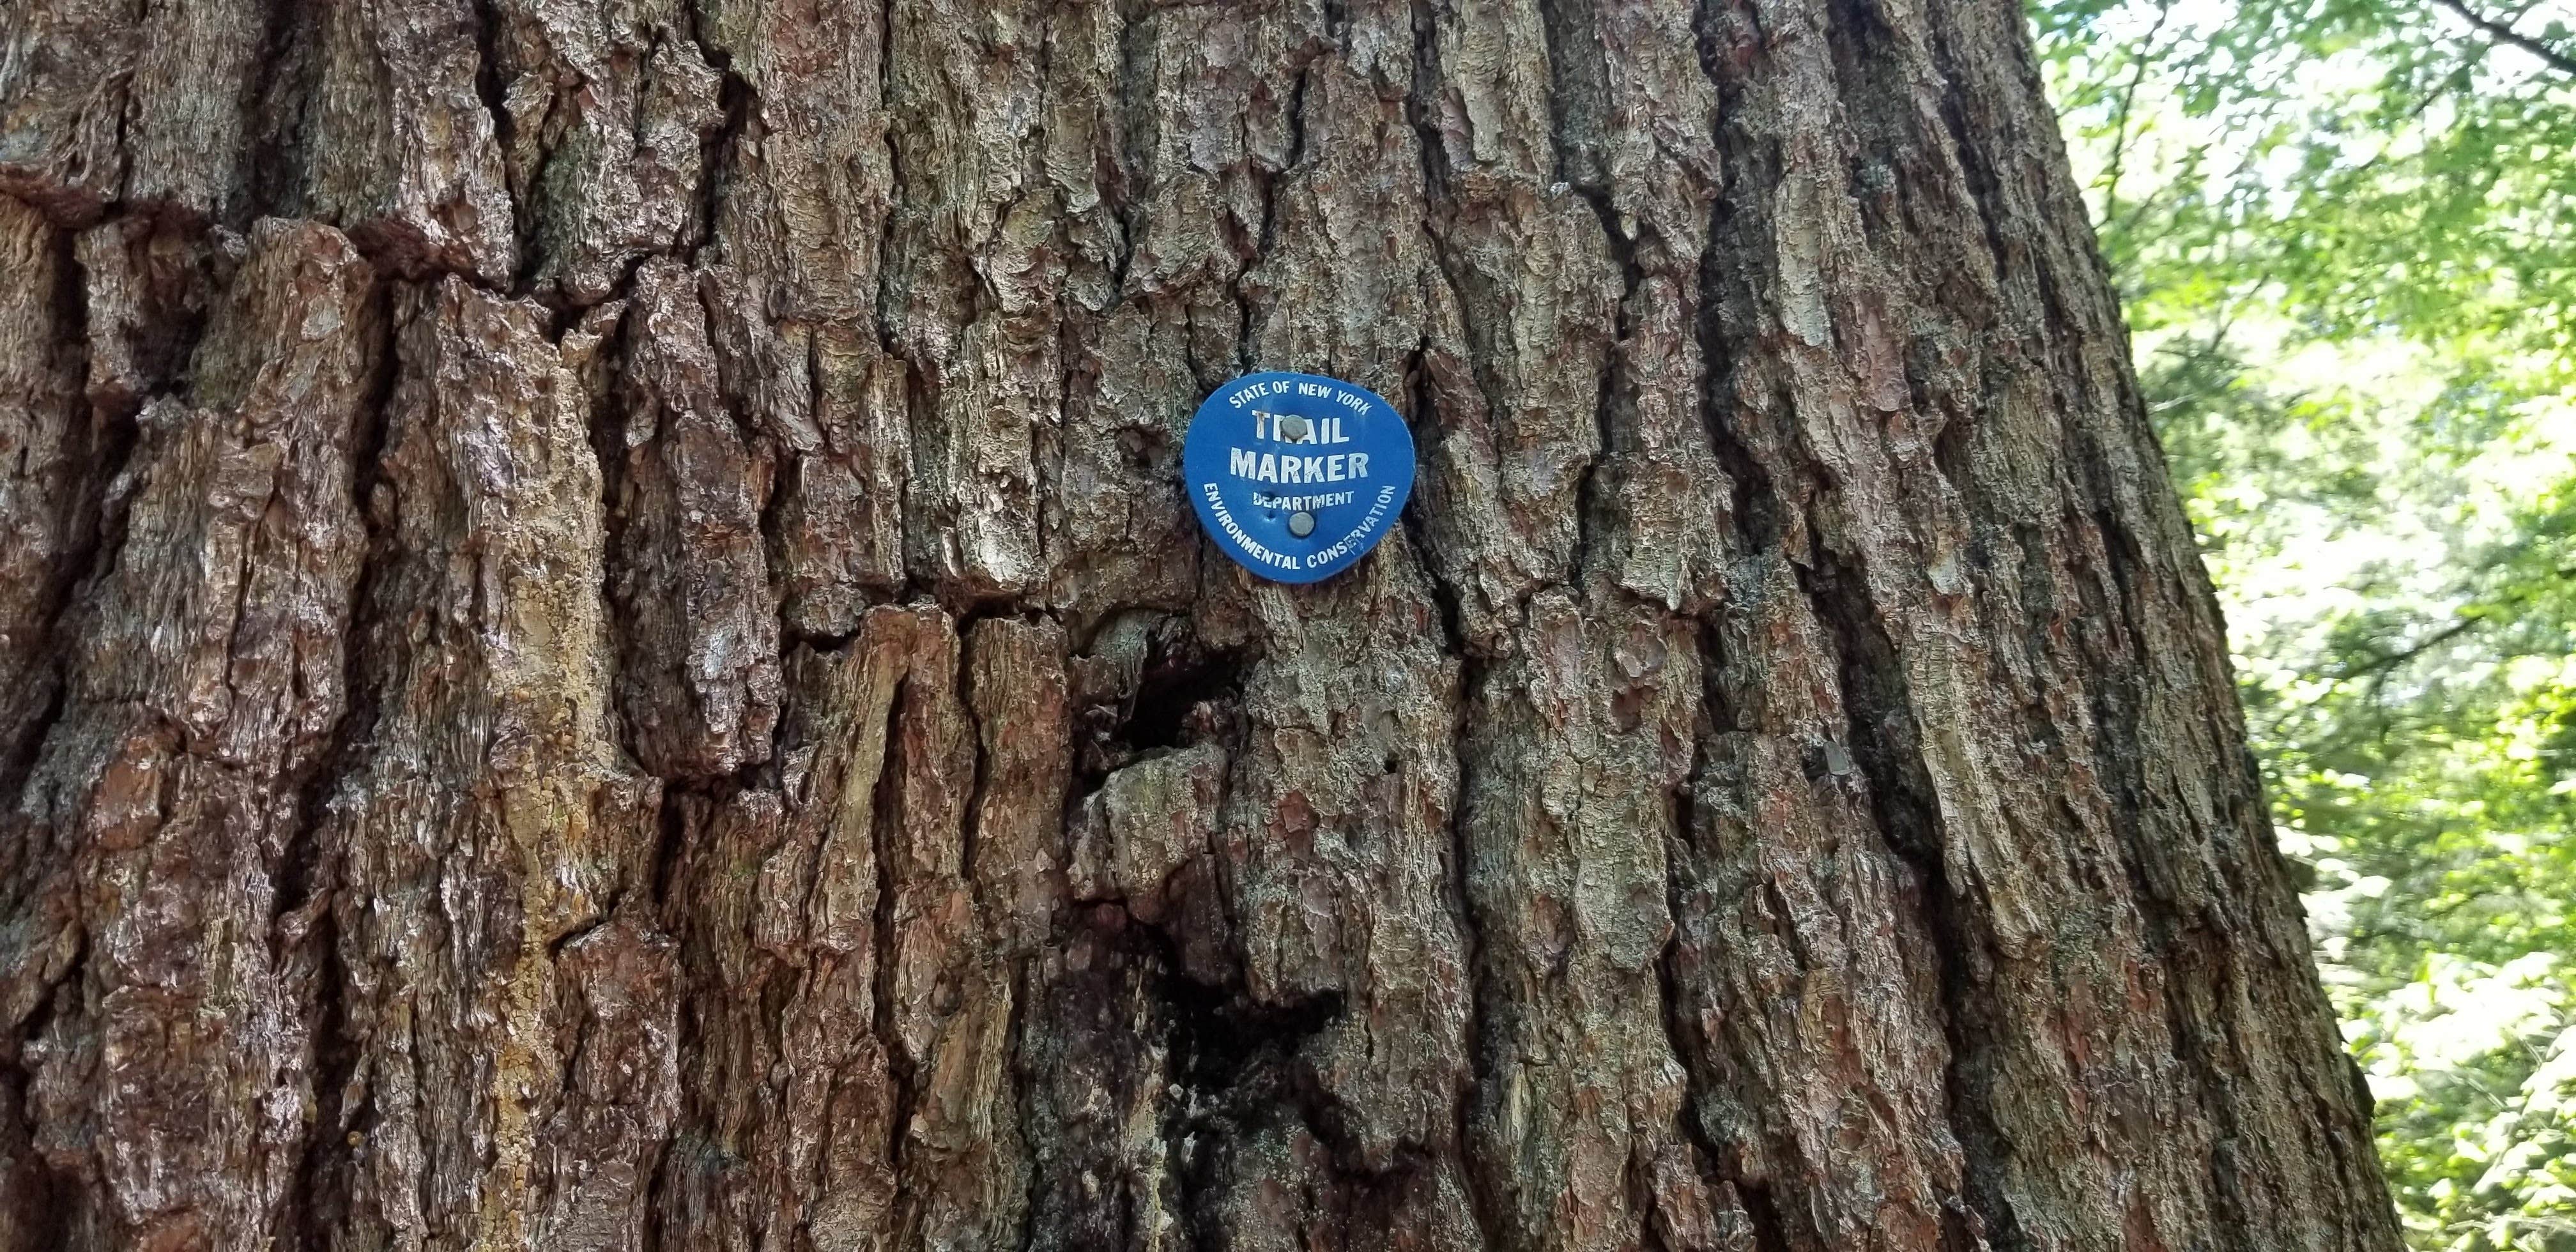 STATE OF NEW YORK
TRAIL
MARKER
DEPARTMENT
ENVIRONMENTAL CONSERVATION